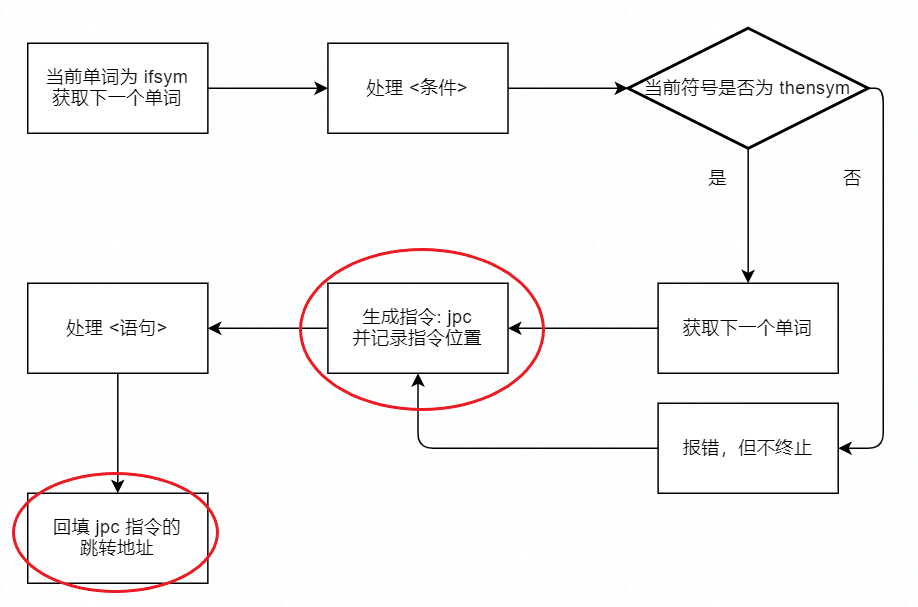 当前单词为 ifsym
获取下一个单词
处理 <条件>
当前符号是否为 thensym
是
否
获取下一个单词
生成指令: jpc
并记录指令位置
处理 <语句>
报错，但不终止
回填 jpc 指令的
跳转地址